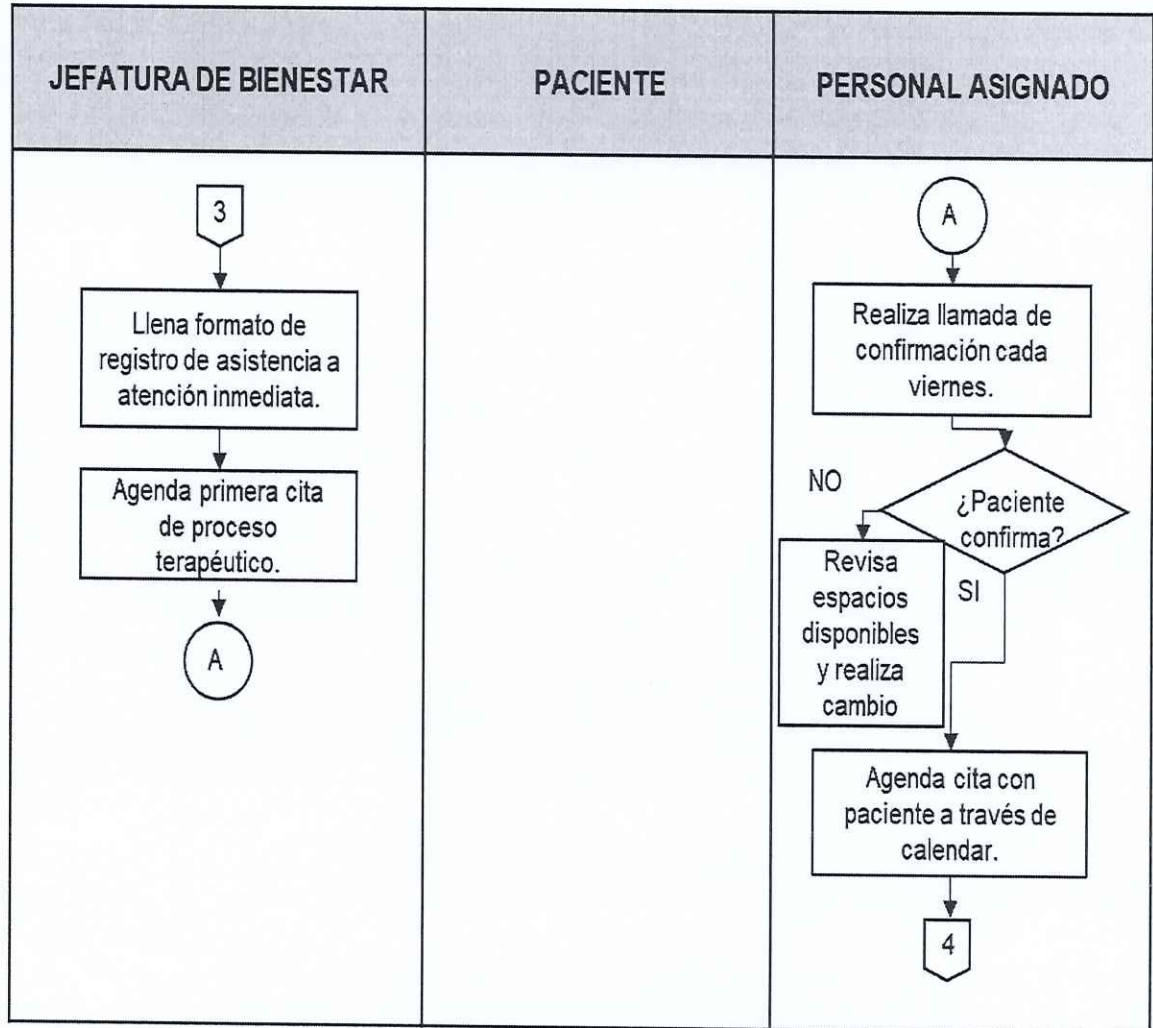 JEFATURA DE BIENESTAR
PACIENTE
PERSONAL ASIGNADO
3
Llena formato de
registro de asistencia a
atención inmediata.
Agenda primera cita
de proceso
terapéutico.
A
A
Realiza llamada de
confirmación cada
viernes.
¿Paciente
confirma?
NO
Revisa
espacios
disponibles
y realiza
cambio
SI
Agenda cita con
paciente a través de
calendar.
4